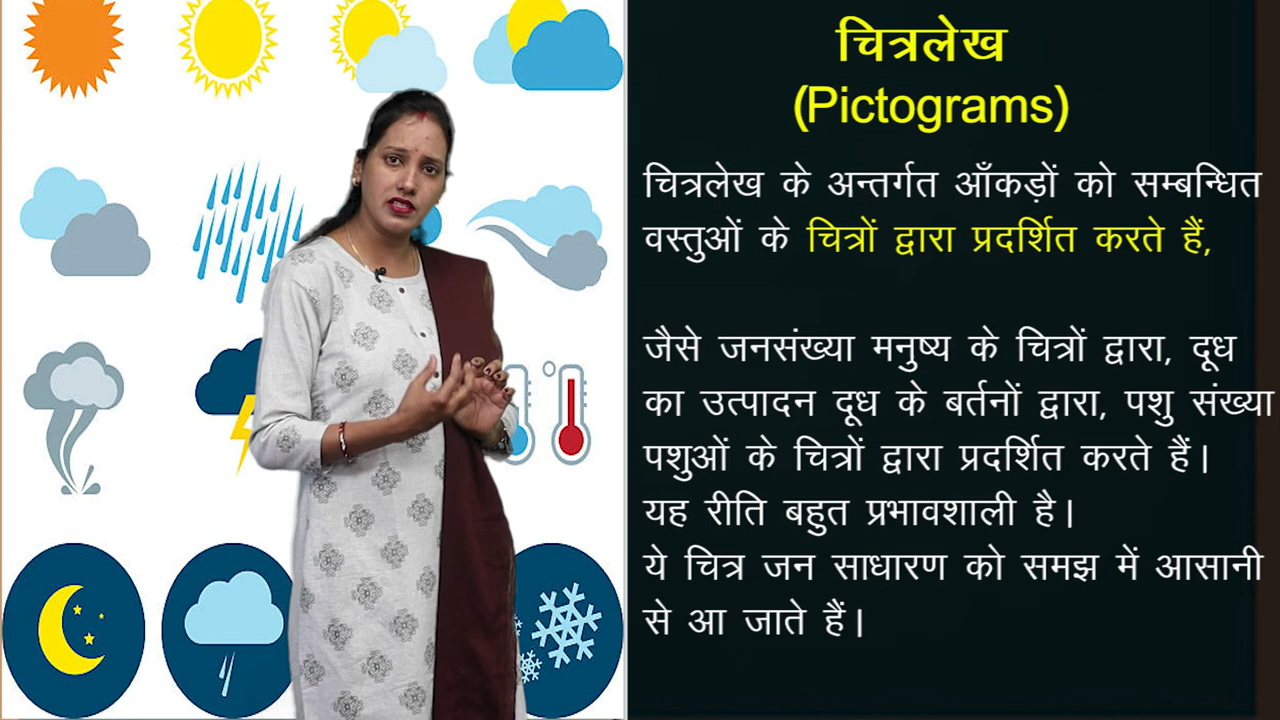 चित्रलेख
(Pictograms)
चित्रलेख के अन्तर्गत आँकड़ों को सम्बन्धित
वस्तुओं के चित्रों द्वारा प्रदर्शित करते हैं,
जैसे जनसंख्या मनुष्य के चित्रों द्वारा, दूध
का उत्पादन दूध के बर्तनों द्वारा, पशु संख्या
पशुओं के चित्रों द्वारा प्रदर्शित करते हैं।
यह रीति बहुत प्रभावशाली है।
ये चित्र जन साधारण को समझ में आसानी
से आ जाते हैं।